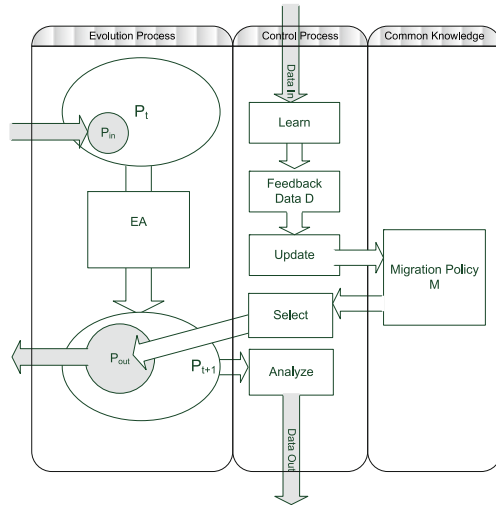 Evolution Process
Control Process
Common Knowledge
Data In
Pt
Pin
Learn
Feedback
Data D
EA
Update
Migration Policy
M
Select
Pout
Pt+1
Analyze
Data Out